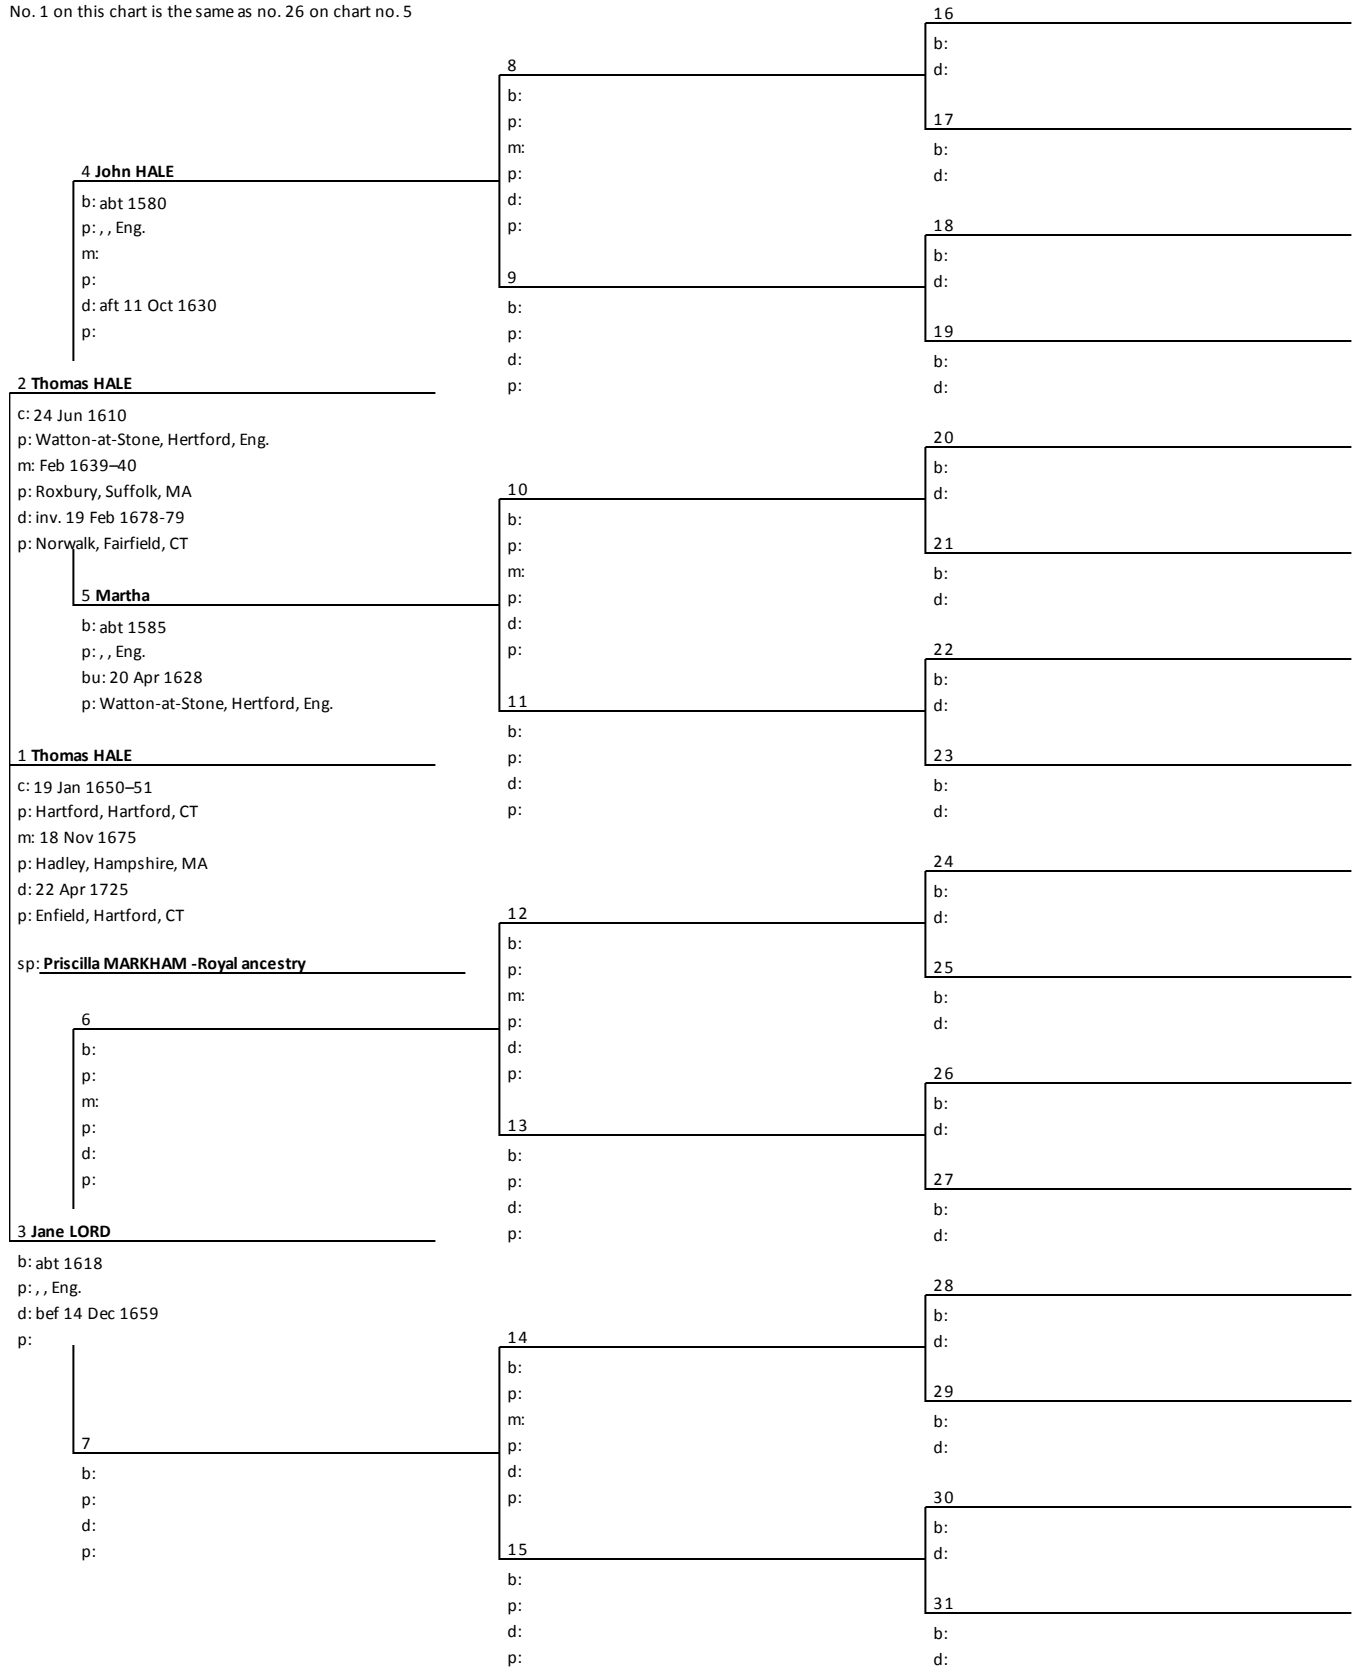 No. 1 on this chart is the same as no. 26 on chart no. 5
4 John HALE
b: abt 1580
p: , , Eng.
m:
p:
d: aft 11 Oct 1630
p:
2 Thomas HALE
c: 24 Jun 1610
p: Watton-at-Stone, Hertford, Eng.
m: Feb 1639–40
p: Roxbury, Suffolk, MA
d: inv. 19 Feb 1678-79
p: Norwalk, Fairfield, CT
5 Martha
b: abt 1585
p: , , Eng.
bu: 20 Apr 1628
p: Watton-at-Stone, Hertford, Eng.
1 Thomas HALE
c: 19 Jan 1650–51
p: Hartford, Hartford, CT
m: 18 Nov 1675
p: Hadley, Hampshire, MA
d: 22 Apr 1725
p: Enfield, Hartford, CT
sp: Priscilla MARKHAM -Royal ancestry
6
b:
p:
m:
p:
d:
p:
3 Jane LORD
b: abt 1618
p: , , Eng.
d: bef 14 Dec 1659
p:
7
b:
p:
d:
p:
8
b:
p:
m:
p:
d:
p:
9
b:
p:
d:
p:
10
b:
p:
m:
p:
d:
p:
11
b:
p:
d:
p:
12
b:
p:
m:
p:
d:
p:
13
b:
p:
d:
p:
14
b:
p:
m:
p:
d:
p:
15
b:
p:
d:
p:
16
b:
d:
17
b:
d:
18
b:
d:
19
b:
d:
20
b:
d:
21
b:
d:
22
b:
d:
23
b:
d:
24
b:
d:
25
b:
d:
26
b:
d:
27
b:
d:
28
b:
d:
29
b:
d:
30
b:
d:
31
b:
d: